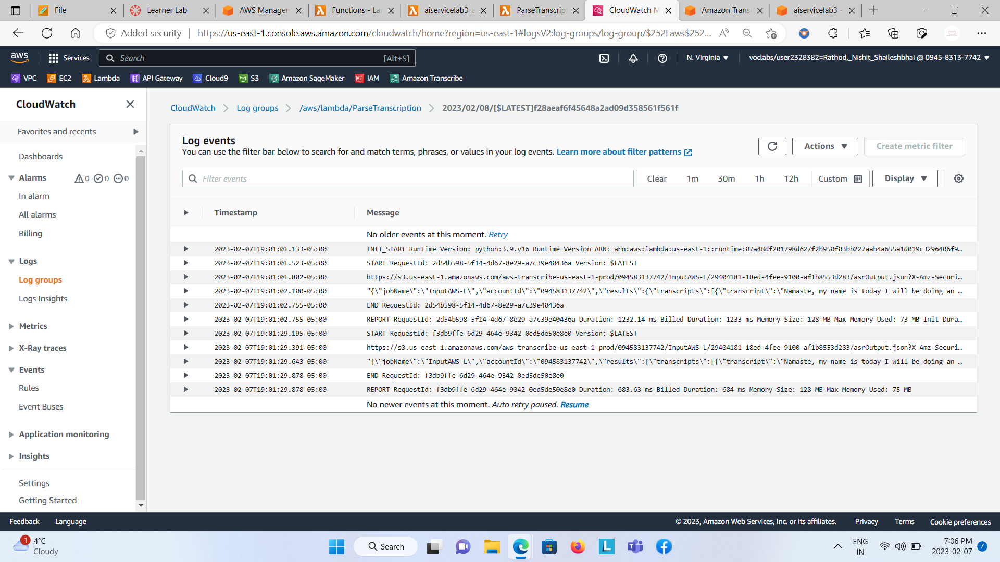 File
Learner Lab
AWS Managem
Functions - La
aiservicelab3_a
ParseTranscrip
CloudWatch M
Amazon Trans
aiservicelab3 -
Added security
https://us-east-1.console.aws.amazon.com/cloudwatch/home?region=us-east-1#logsV2:log-groups/log-group/$252Faws$252...
aws
Services
Search
[Alt+S]
N. Virginia
voclabs/user2328382=Rathod,_Nishit_Shaileshbhai @ 0945-8313-7742
VPC
EC2
Lambda
API Gateway
Cloud9
S3
Amazon SageMaker
IAM
Amazon Transcribe
CloudWatch
Favorites and recents
Dashboards
Alarms
0
0
0
In alarm
All alarms
Billing
Logs
Log groups
Logs Insights
Metrics
X-Ray traces
Events
Rules
Event Buses
Application monitoring
Insights
Settings
Getting Started
CloudWatch
Log groups
/aws/lambda/ParseTranscription
2023/02/08/[$LATEST]f28aeaf6f45648a2ad09d358561f561f
Log events
You can use the filter bar below to search for and match terms, phrases, or values in your log events. Learn more about filter patterns
Actions
Create metric filter
Filter events
Clear
1m
30m
1h
12h
Custom
Display
Timestamp
Message
No older events at this moment. Retry
2023-02-07T19:01:01.133-05:00 INIT_START Runtime Version: python:3.9.v16 Runtime Version ARN: arn:aws:lambda:us-east-1::runtime:07a48df201798d627f2b950f03bb227aab4a655a1d019c3296406f9…
2023-02-07T19:01:01.523-05:00 START RequestId: 2d54b598-5f14-4d67-8e29-a7c39e40436a Version: $LATEST
2023-02-07T19:01:01.802-05:00 https://s3.us-east-1.amazonaws.com/aws-transcribe-us-east-1-prod/094583137742/InputAWS-L/29404181-18ed-4fee-9100-af1b8553d283/asrOutput.json?X-Amz-Securi…
2023-02-07T19:01:02.100-05:00 "{\"jobName\":\"InputAWS-L\",\"accountId\":\"094583137742\",\"results\":{\"transcripts\":[{\"transcript\":\"Namaste, my name is today I will be doing an …
2023-02-07T19:01:02.755-05:00 END RequestId: 2d54b598-5f14-4d67-8e29-a7c39e40436a
2023-02-07T19:01:02.755-05:00 REPORT RequestId: 2d54b598-5f14-4d67-8e29-a7c39e40436a Duration: 1232.14 ms Billed Duration: 1233 ms Memory Size: 128 MB Max Memory Used: 73 MB Init Dura…
2023-02-07T19:01:29.195-05:00 START RequestId: f3db9ffe-6d29-464e-9342-0ed5de50e8e0 Version: $LATEST
2023-02-07T19:01:29.391-05:00 https://s3.us-east-1.amazonaws.com/aws-transcribe-us-east-1-prod/094583137742/InputAWS-L/29404181-18ed-4fee-9100-af1b8553d283/asrOutput.json?X-Amz-Securi…
2023-02-07T19:01:29.643-05:00 "{\"jobName\":\"InputAWS-L\",\"accountId\":\"094583137742\",\"results\":{\"transcripts\":[{\"transcript\":\"Namaste, my name is today I will be doing an …
2023-02-07T19:01:29.878-05:00 END RequestId: f3db9ffe-6d29-464e-9342-0ed5de50e8e0
2023-02-07T19:01:29.878-05:00 REPORT RequestId: f3db9ffe-6d29-464e-9342-0ed5de50e8e0 Duration: 683.63 ms Billed Duration: 684 ms Memory Size: 128 MB Max Memory Used: 75 MB
No newer events at this moment. Auto retry paused. Resume
Feedback
Language
© 2023, Amazon Web Services, Inc. or its affiliates.
Privacy
Terms
Cookie preferences
1
4°C
Cloudy
Search
ENG
IN
7:06 PM
2023-02-07
7